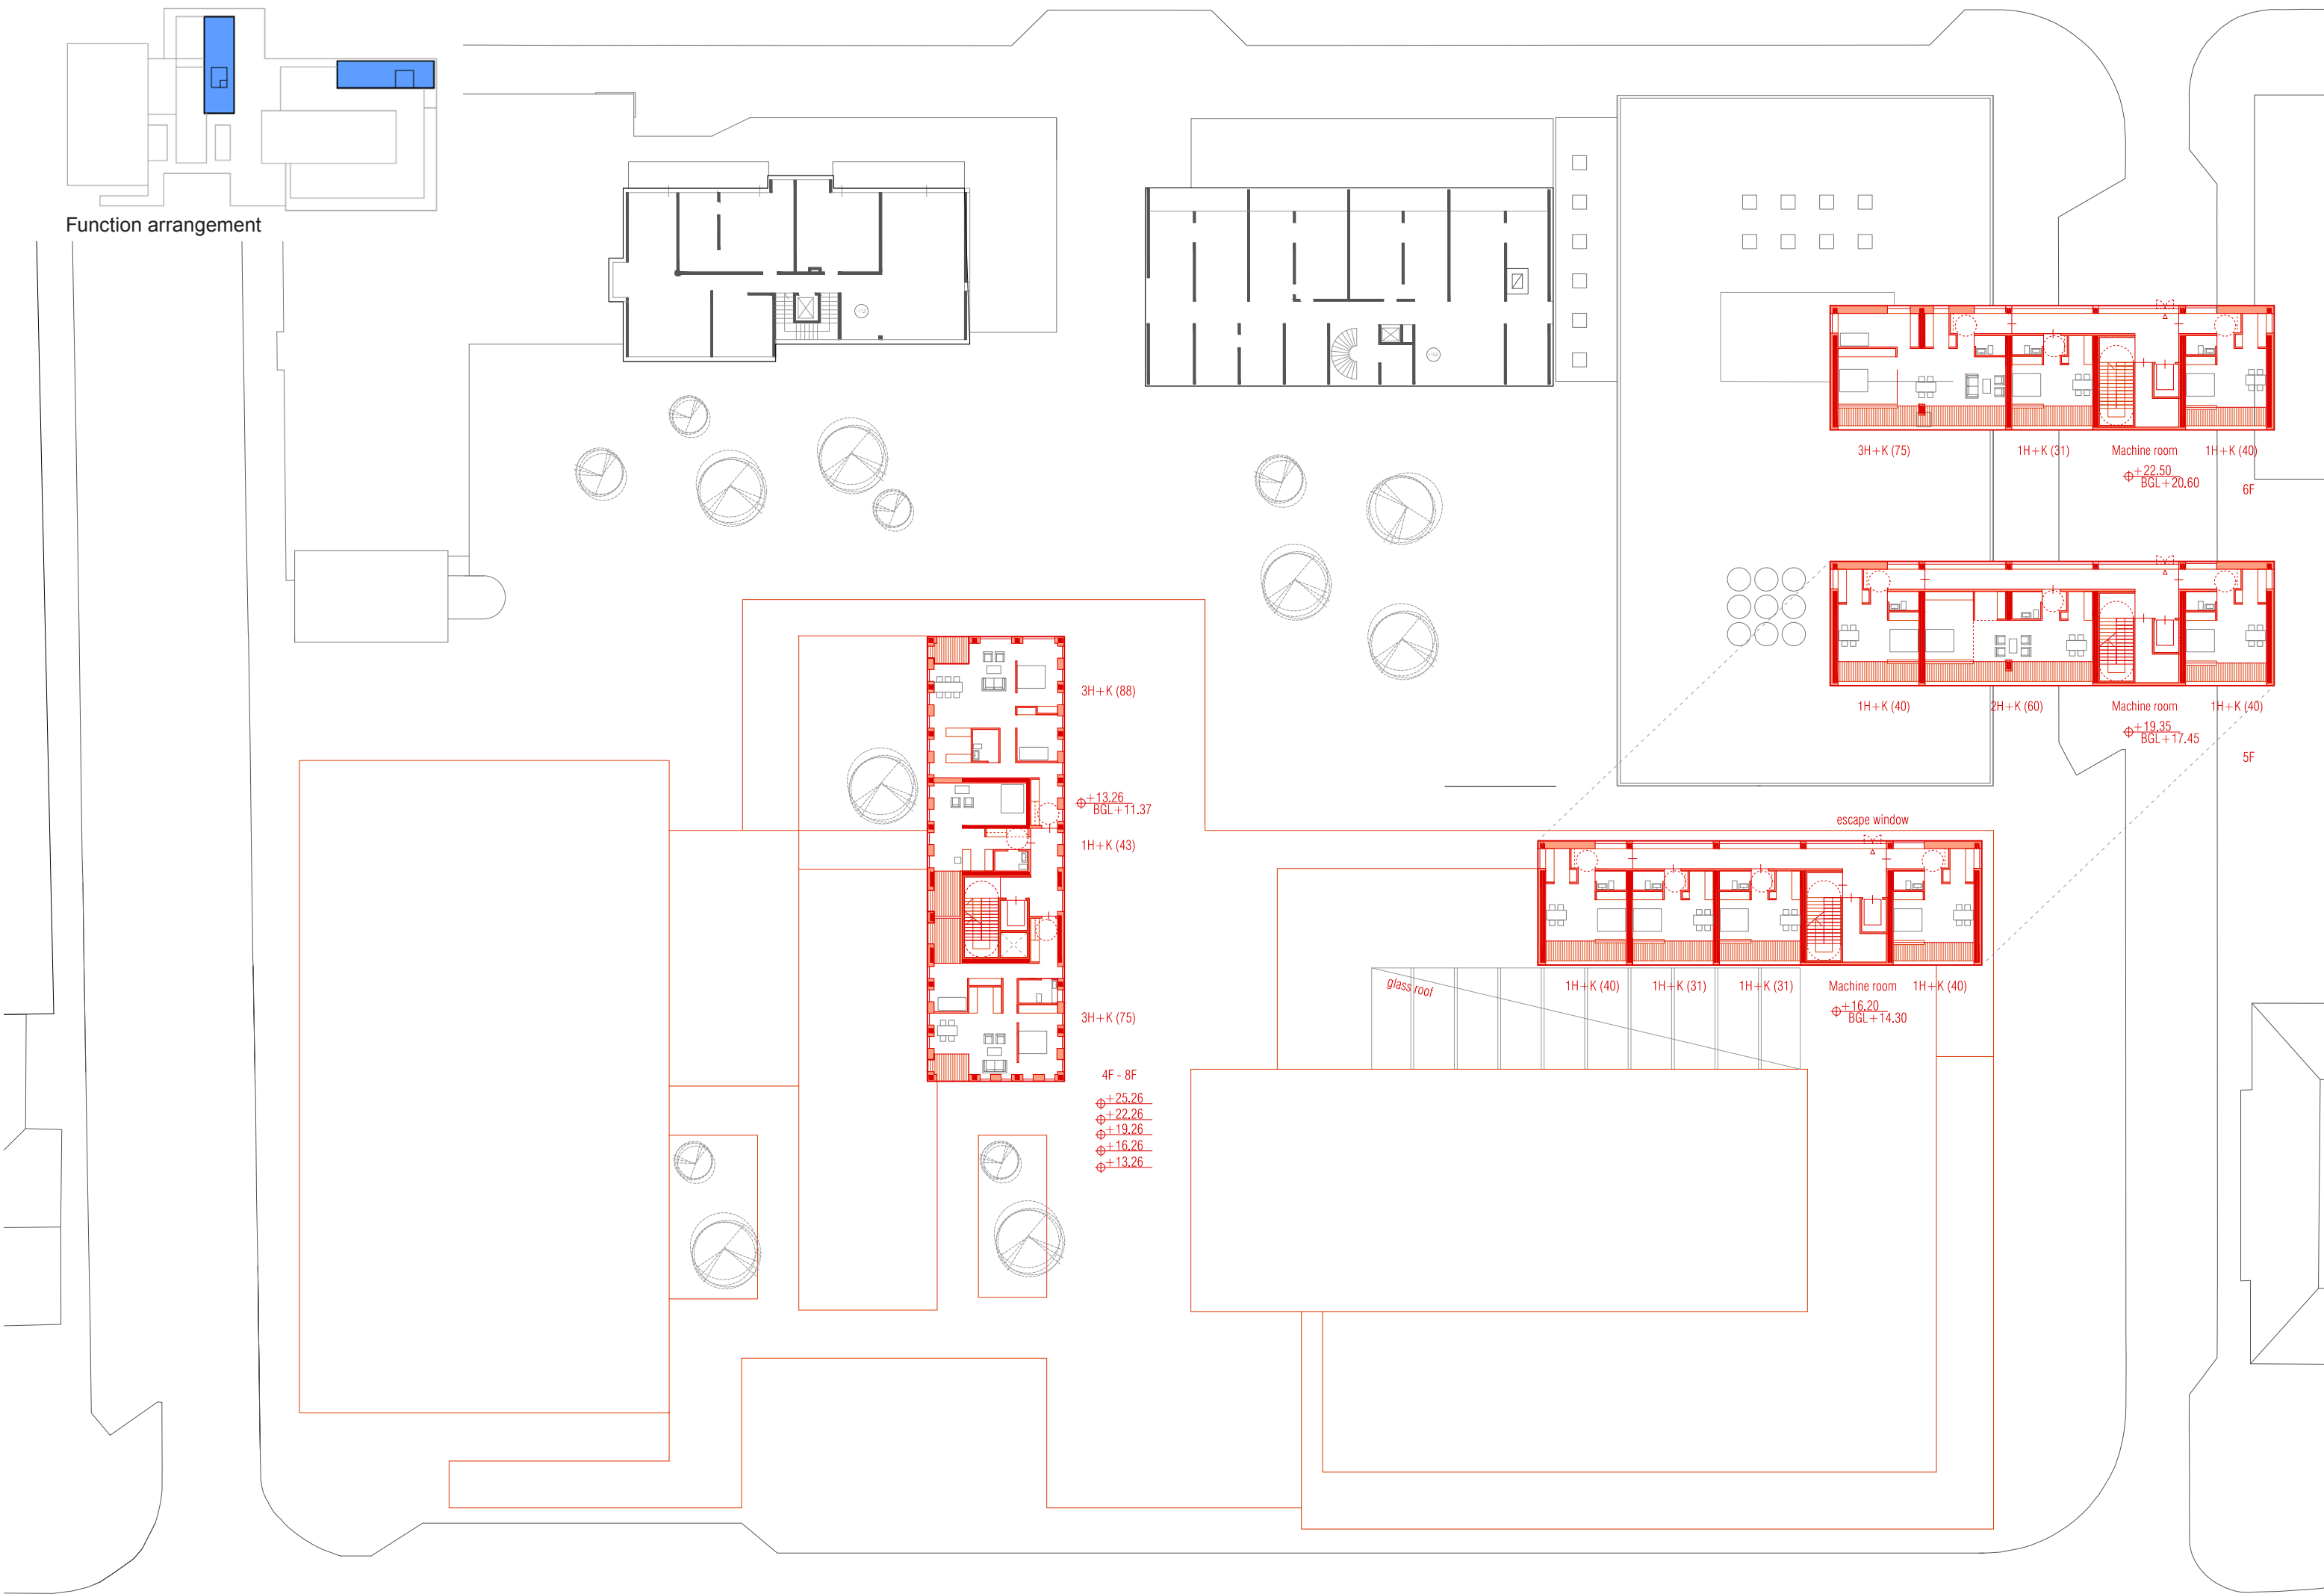 Function arrangement
3H+K (75)
1H+K (31)
Machine room
1H+K (40)
+22.50
BGL+20.60
6F
1H+K (40)
2H+K (60)
Machine room
1H+K (40)
+19.35
BGL+17.45
5F
3H+K (88)
+13.26
BGL+11.37
1H+K (43)
3H+K (75)
4F - 8F
+25.26
+22.26
+19.26
+16.26
+13.26
escape window
glass roof
1H+K (40)
1H+K (31)
1H+K (31)
Machine room
1H+K (40)
+16.20
BGL+14.30